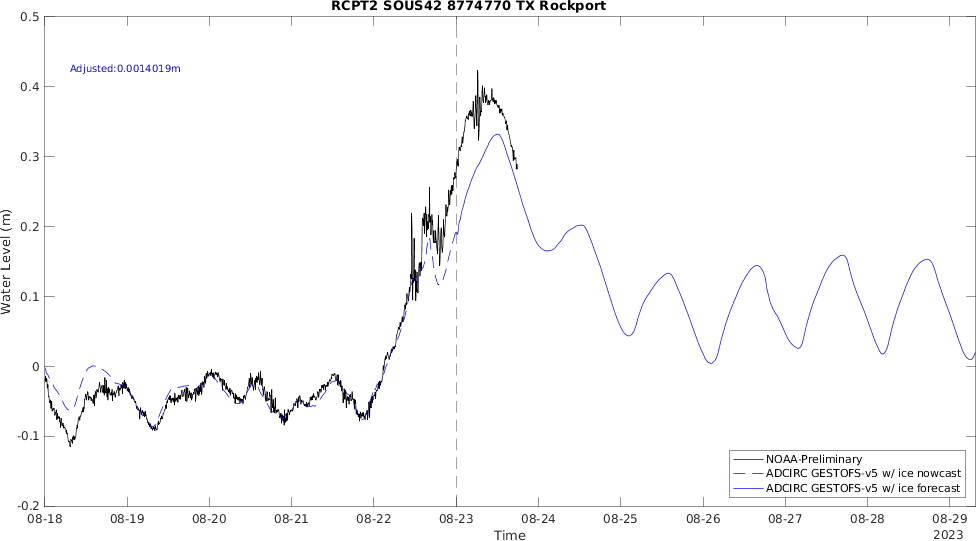 RCPT2 SOUS42 8774770 TX Rockport
Adjusted:0.0014019m
0.5
0.4
0.3
0.2
0.1
0
-0.1
-0.2
Water Level (m)
NOAA-Preliminary
ADCIRC GESTOFS-v5 w/ ice nowcast
ADCIRC GESTOFS-v5 w/ ice forecast
08-18 08-19 08-20 08-21 08-22 08-23 08-24 08-25 08-26 08-27 08-28 08-29
Time 2023